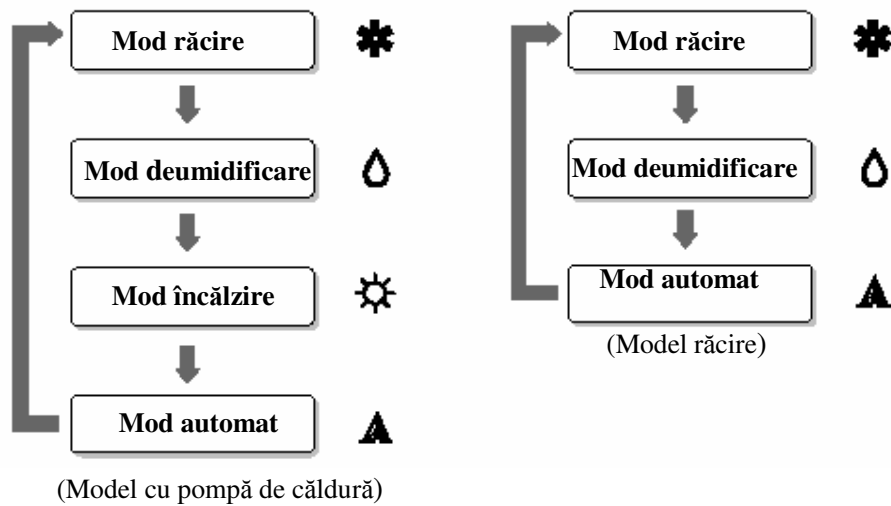 Mod răcire
Mod deumidificare
Mod încălzire
Mod automat
(Model cu pompă de căldură)
Mod răcire
Mod deumidificare
Mod automat
(Model răcire)